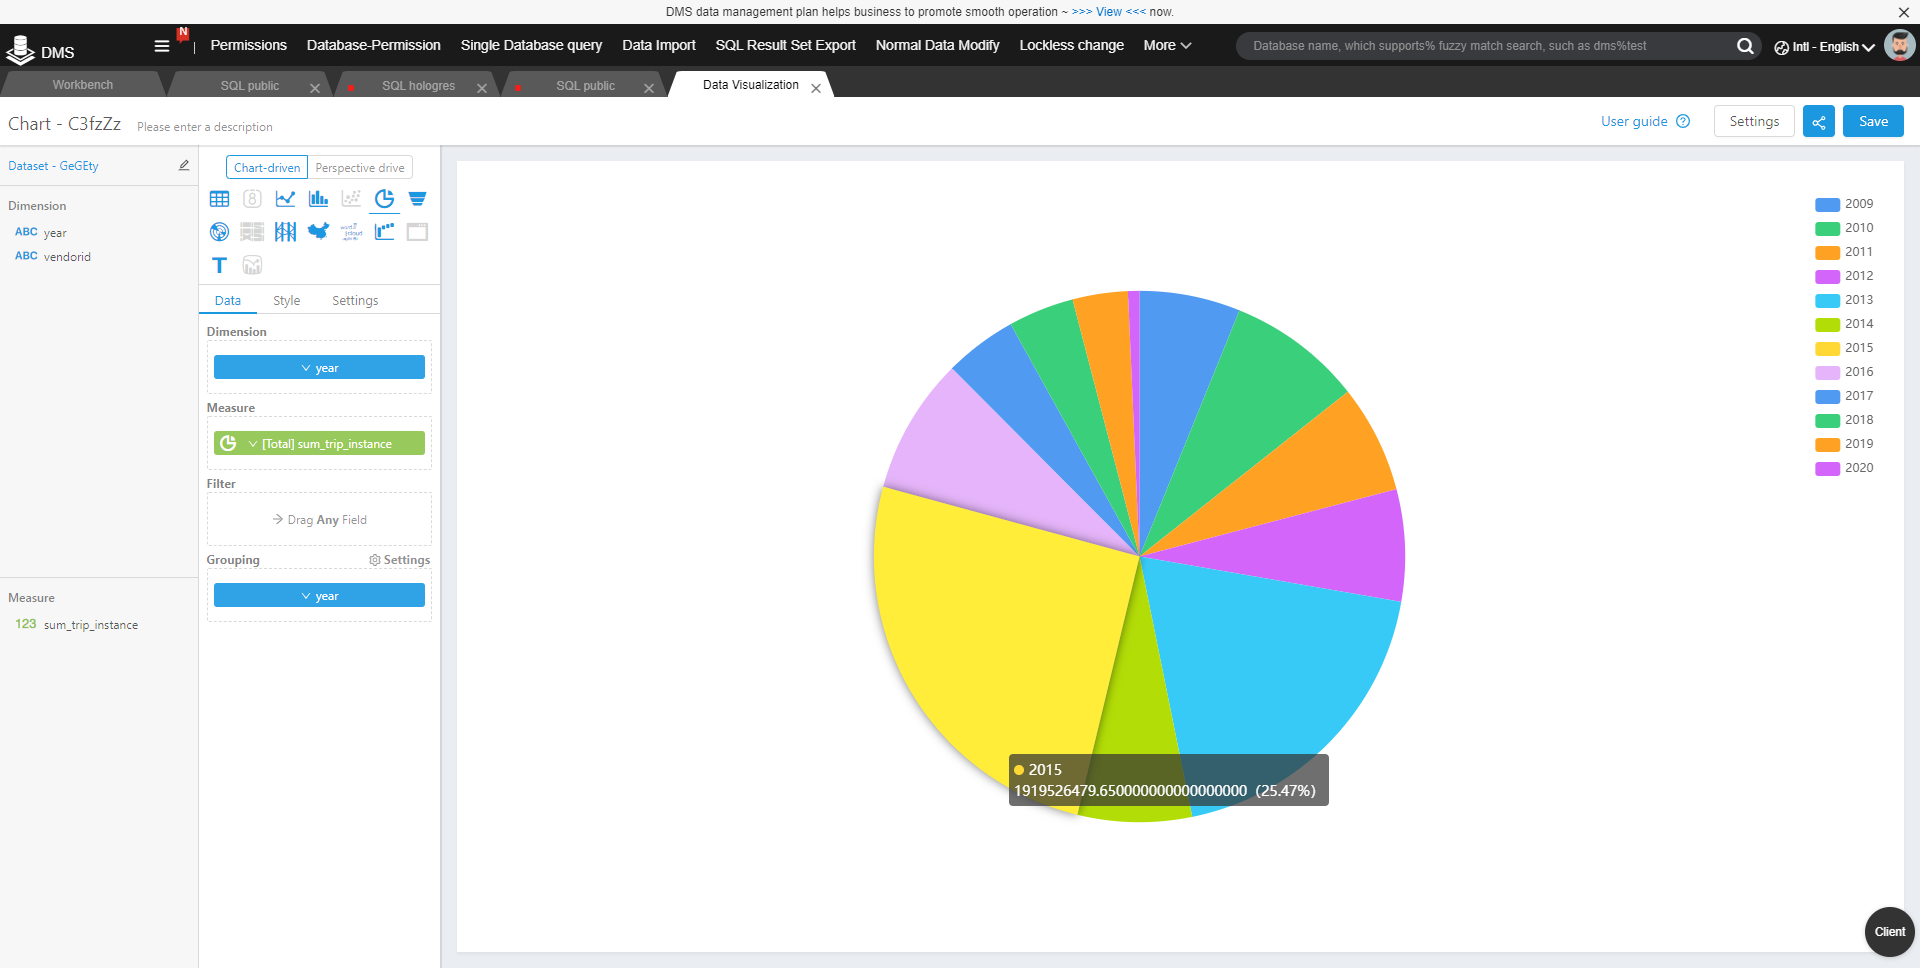 DMS data management plan helps business to promote smooth operation ~ >>> View <<< now.
DMS
N
Permissions
Database-Permission
Single Database query
Data Import
SQL Result Set Export
Normal Data Modify
Lockless change
More
Database name, which supports% fuzzy match search, such as dms%test
Intl - English
Workbench
SQL public
SQL hologres
SQL public
Data Visualization
Chart - C3fzZz
Please enter a description
User guide
Settings
Save
Dataset - GeGEty
Dimension
ABC year
ABC vendorid
Measure
123 sum_trip_instance
Chart-driven
Perspective drive
8
T
Data
Style
Settings
Dimension
year
Measure
[Total] sum_trip_instance
Filter
Drag Any Field
Grouping
Settings
year
2009
2010
2011
2012
2013
2014
2015
2016
2017
2018
2019
2020
2015
1919526479.650000000000000000 (25.47%)
Client